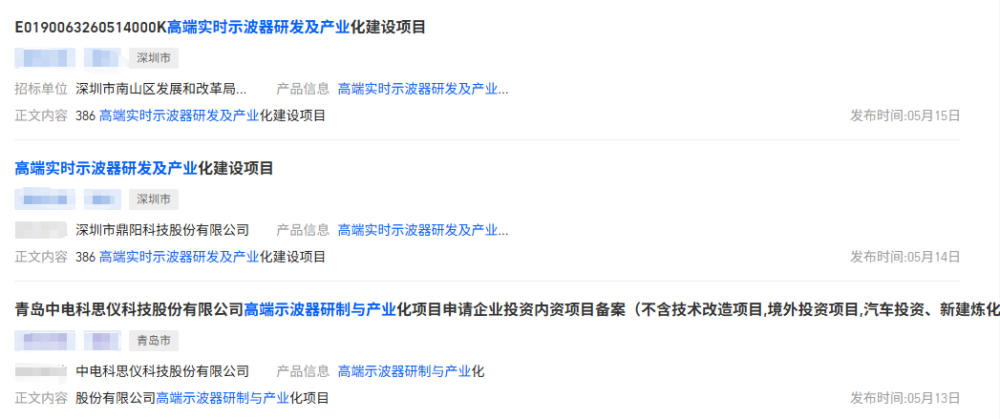 E0190063260514000K高端实时示波器研发及产业化建设项目
深圳市
招标单位 深圳市南山区发展和改革局... 产品信息 高端实时示波器研发及产业...
正文内容 386 高端实时示波器研发及产业化建设项目 发布时间:05月15日
高端实时示波器研发及产业化建设项目
深圳市
深圳市鼎阳科技股份有限公司 产品信息 高端实时示波器研发及产业...
正文内容 386 高端实时示波器研发及产业化建设项目 发布时间:05月14日
青岛中电科思仪科技股份有限公司高端示波器研制与产业化项目申请企业投资内资项目备案（不含技术改造项目,境外投资项目,汽车投资、新建炼化
青岛市
中电科思仪科技股份有限公司 产品信息 高端示波器研制与产业化
正文内容 股份有限公司高端示波器研制与产业化项目 发布时间:05月13日